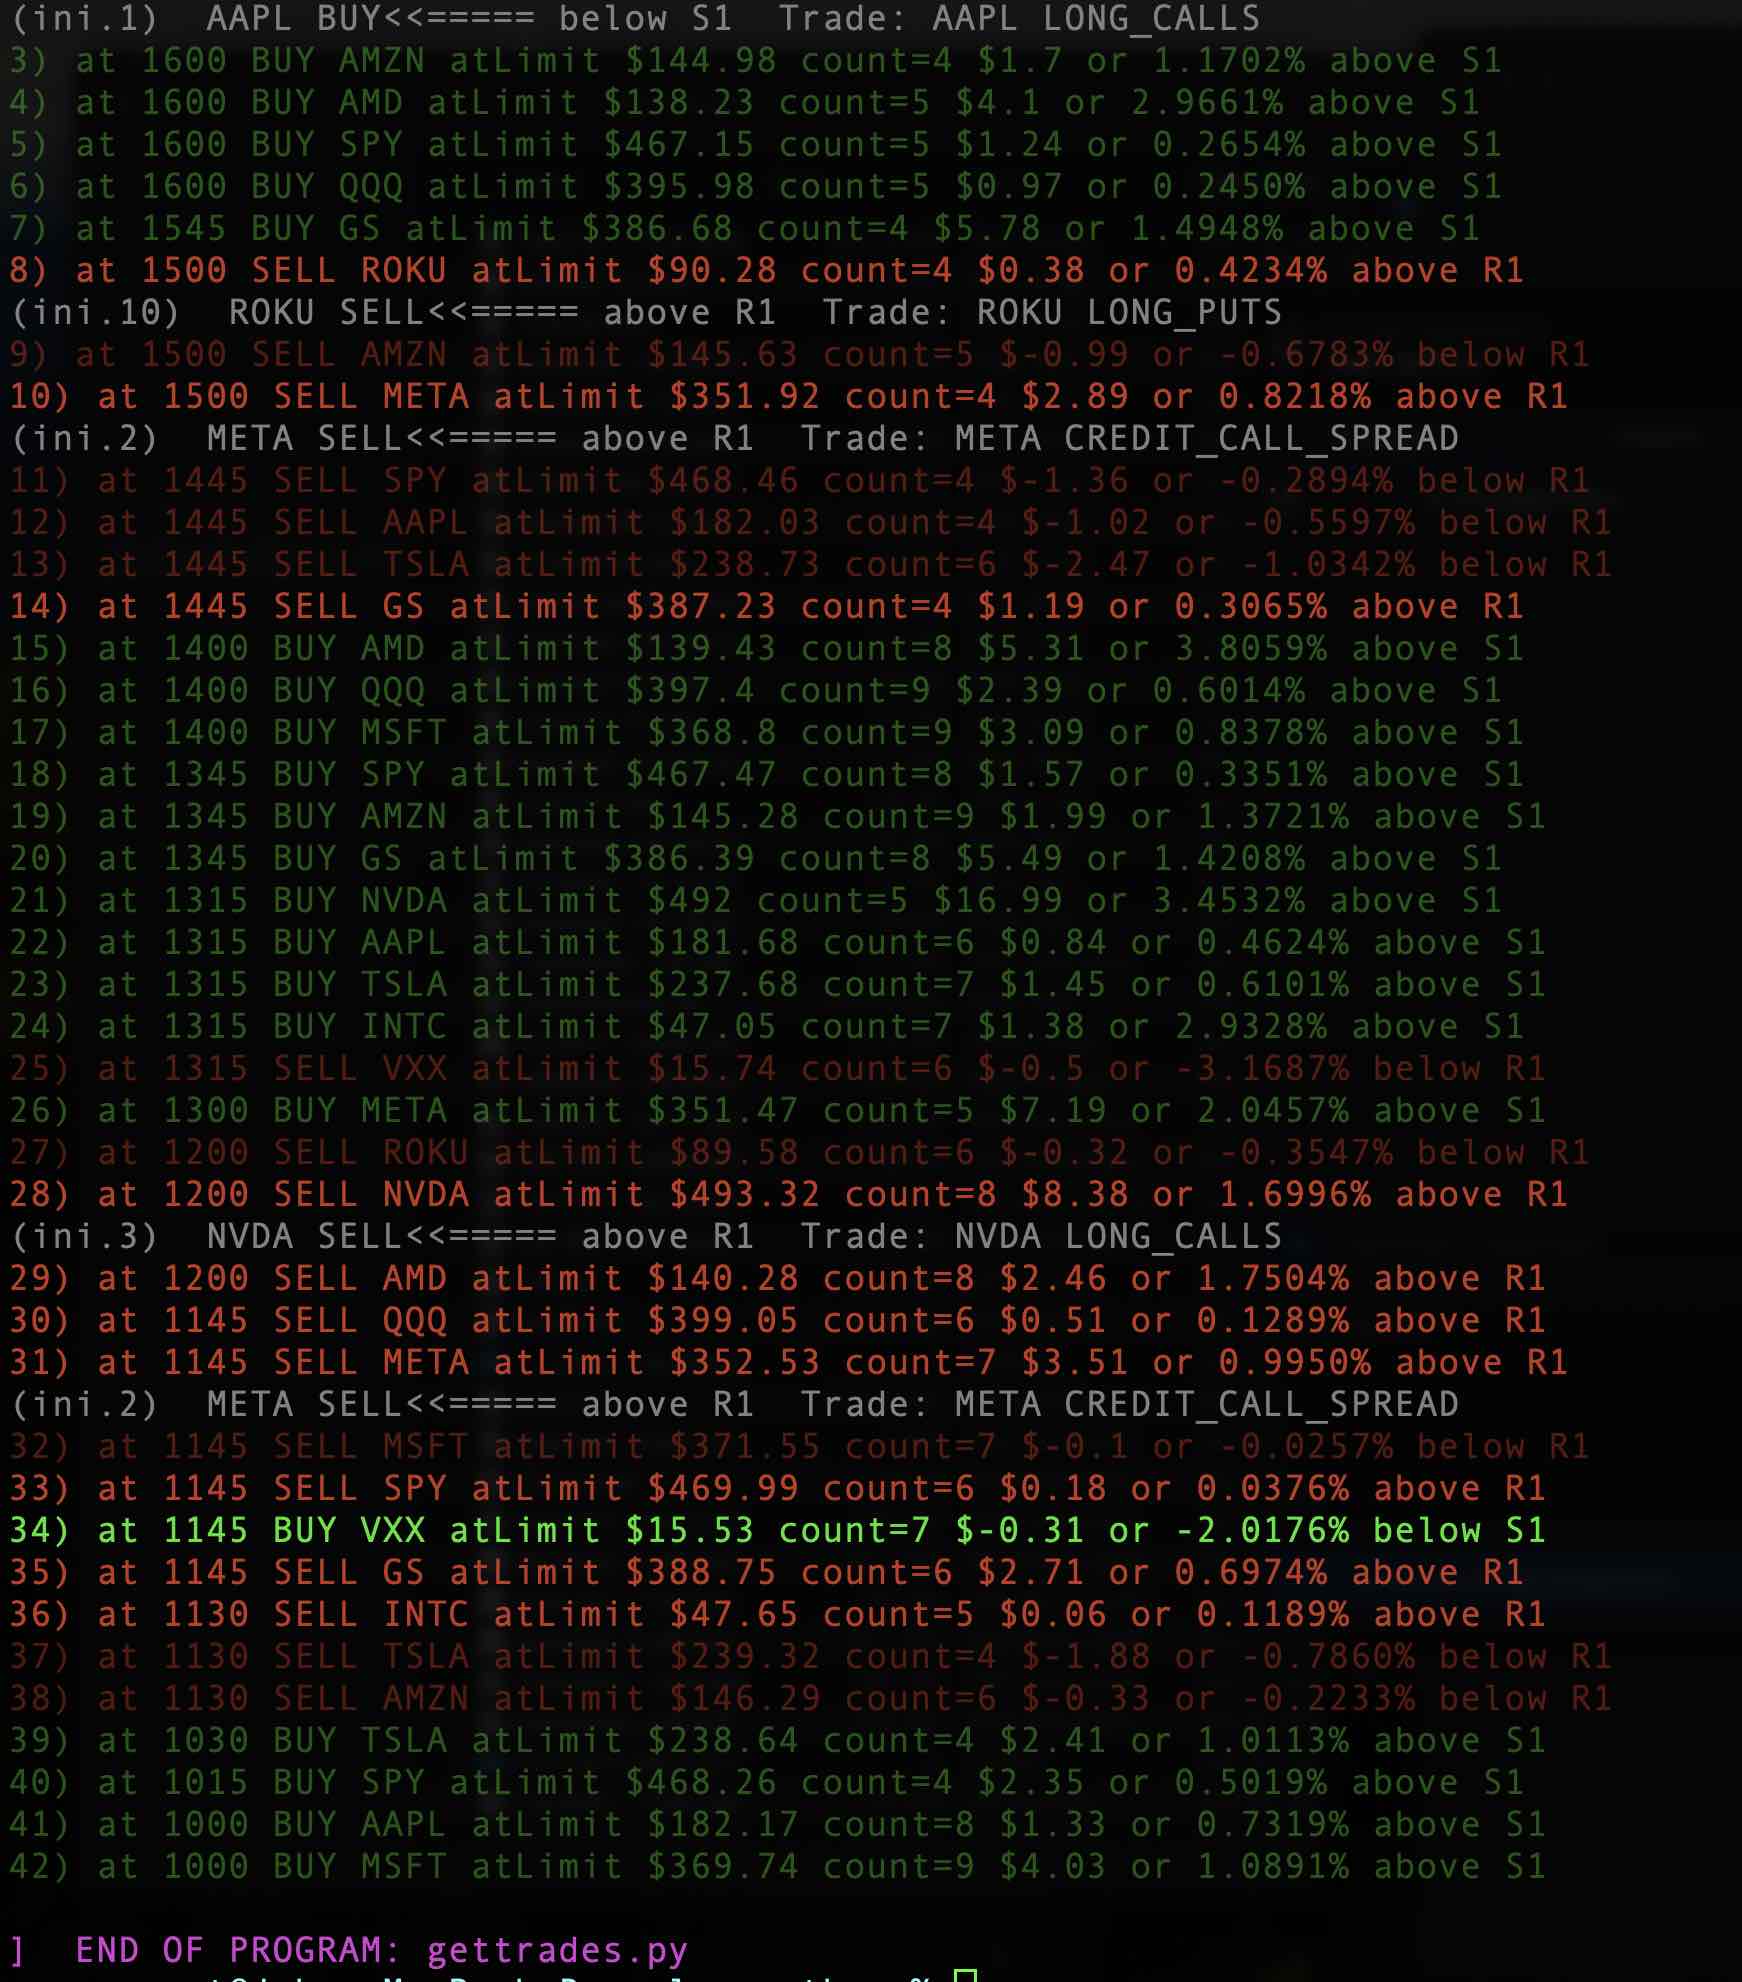 (ini.1)  AAPL BUY<<===== below S1  Trade: AAPL LONG_CALLS
3) at 1600 BUY AMZN atLimit $144.98 count=4 $1.7 or 1.1702% above S1
4) at 1600 BUY AMD atLimit $138.23 count=5 $4.1 or 2.9661% above S1
5) at 1600 BUY SPY atLimit $467.15 count=5 $1.24 or 0.2654% above S1
6) at 1600 BUY QQQ atLimit $395.98 count=5 $0.97 or 0.2450% above S1
7) at 1545 BUY GS atLimit $386.68 count=4 $5.78 or 1.4948% above S1
8) at 1500 SELL ROKU atLimit $90.28 count=4 $0.38 or 0.4234% above R1
(ini.10)  ROKU SELL<<===== above R1  Trade: ROKU LONG_PUTS
9) at 1500 SELL AMZN atLimit $145.63 count=5 $-0.99 or -0.6783% below R1
10) at 1500 SELL META atLimit $351.92 count=4 $2.89 or 0.8218% above R1
(ini.2)  META SELL<<===== above R1  Trade: META CREDIT_CALL_SPREAD
11) at 1445 SELL SPY atLimit $468.46 count=4 $-1.36 or -0.2894% below R1
12) at 1445 SELL AAPL atLimit $182.03 count=4 $-1.02 or -0.5597% below R1
13) at 1445 SELL TSLA atLimit $238.73 count=6 $-2.47 or -1.0342% below R1
14) at 1445 SELL GS atLimit $387.23 count=4 $1.19 or 0.3065% above R1
15) at 1400 BUY AMD atLimit $139.43 count=8 $5.31 or 3.8059% above S1
16) at 1400 BUY QQQ atLimit $397.4 count=9 $2.39 or 0.6014% above S1
17) at 1400 BUY MSFT atLimit $368.8 count=9 $3.09 or 0.8378% above S1
18) at 1345 BUY SPY atLimit $467.47 count=8 $1.57 or 0.3351% above S1
19) at 1345 BUY AMZN atLimit $145.28 count=9 $1.99 or 1.3721% above S1
20) at 1345 BUY GS atLimit $386.39 count=8 $5.49 or 1.4208% above S1
21) at 1315 BUY NVDA atLimit $492 count=5 $16.99 or 3.4532% above S1
22) at 1315 BUY AAPL atLimit $181.68 count=6 $0.84 or 0.4624% above S1
23) at 1315 BUY TSLA atLimit $237.68 count=7 $1.45 or 0.6101% above S1
24) at 1315 BUY INTC atLimit $47.05 count=7 $1.38 or 2.9328% above S1
25) at 1315 SELL VXX atLimit $15.74 count=6 $-0.5 or -3.1687% below R1
26) at 1300 BUY META atLimit $351.47 count=5 $7.19 or 2.0457% above S1
27) at 1200 SELL ROKU atLimit $89.58 count=6 $-0.32 or -0.3547% below R1
28) at 1200 SELL NVDA atLimit $493.32 count=8 $8.38 or 1.6996% above R1
(ini.3)  NVDA SELL<<===== above R1  Trade: NVDA LONG_CALLS
29) at 1200 SELL AMD atLimit $140.28 count=8 $2.46 or 1.7504% above R1
30) at 1145 SELL QQQ atLimit $399.05 count=6 $0.51 or 0.1289% above R1
31) at 1145 SELL META atLimit $352.53 count=7 $3.51 or 0.9950% above R1
(ini.2)  META SELL<<===== above R1  Trade: META CREDIT_CALL_SPREAD
32) at 1145 SELL MSFT atLimit $371.55 count=7 $-0.1 or -0.0257% below R1
33) at 1145 SELL SPY atLimit $469.99 count=6 $0.18 or 0.0376% above R1
34) at 1145 BUY VXX atLimit $15.53 count=7 $-0.31 or -2.0176% below S1
35) at 1145 SELL GS atLimit $388.75 count=6 $2.71 or 0.6974% above R1
36) at 1130 SELL INTC atLimit $47.65 count=5 $0.06 or 0.1189% above R1
37) at 1130 SELL TSLA atLimit $239.32 count=4 $-1.88 or -0.7860% below R1
38) at 1130 SELL AMZN atLimit $146.29 count=6 $-0.33 or -0.2233% below R1
39) at 1030 BUY TSLA atLimit $238.64 count=4 $2.41 or 1.0113% above S1
40) at 1015 BUY SPY atLimit $468.26 count=4 $2.35 or 0.5019% above S1
41) at 1000 BUY AAPL atLimit $182.17 count=8 $1.33 or 0.7319% above S1
42) at 1000 BUY MSFT atLimit $369.74 count=9 $4.03 or 1.0891% above S1
]  END OF PROGRAM: gettrades.py